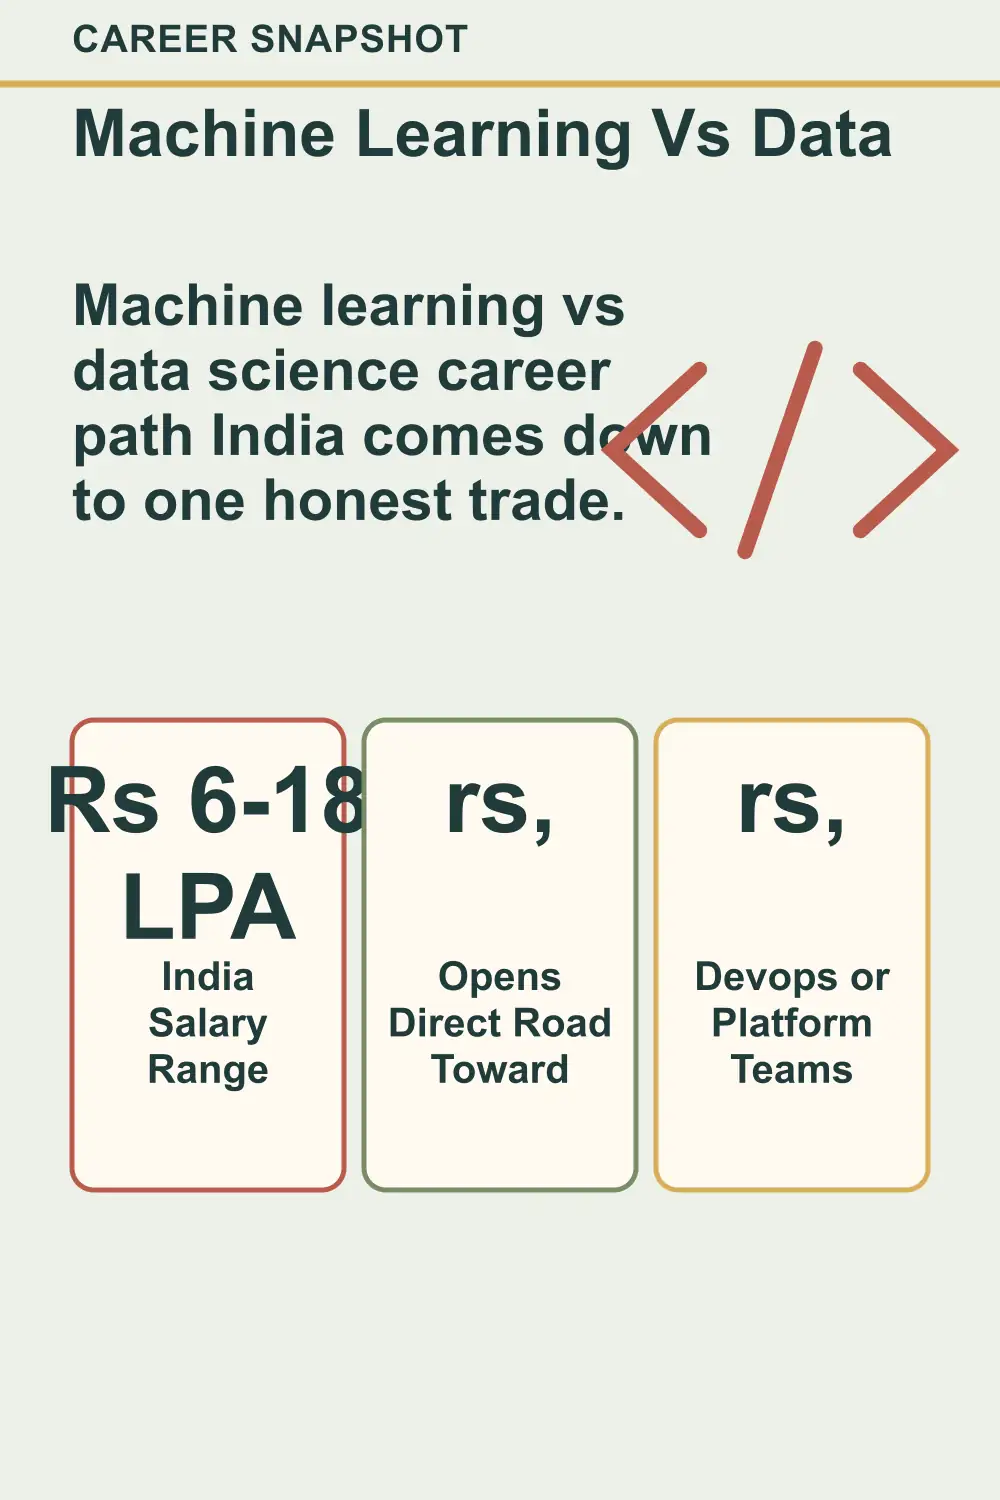 CAREER SNAPSHOT
Machine Learning Vs Data
Machine learning vs
data science career
path India comes down
to one honest trade.
Rs 6-18
LPA
India
Salary
Range
rs,
Opens
Direct Road
Toward
rs,
Devops or
Platform
Teams